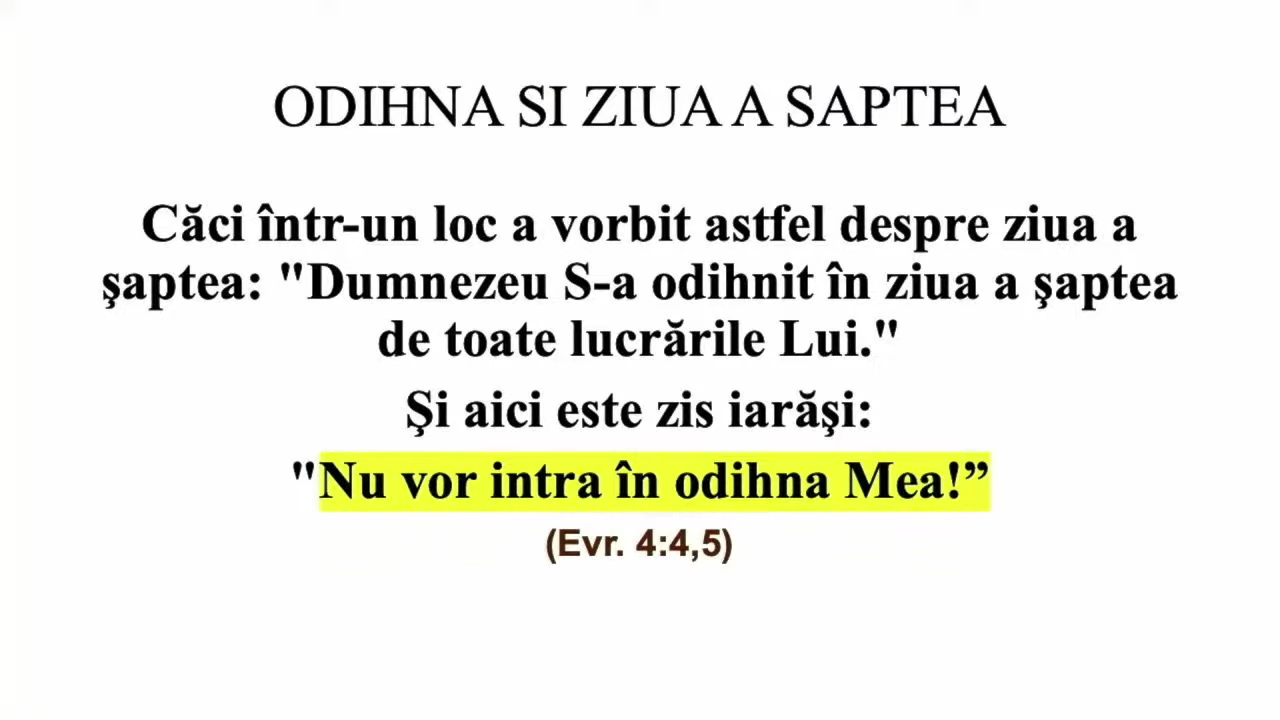 ODIHNA SI ZIUA A SAPTEA
Căci într-un loc a vorbit astfel despre ziua a
şaptea: "Dumnezeu S-a odihnit în ziua a şaptea
de toate lucrările Lui."
Şi aici este zis iarăşi:
"Nu vor intra în odihna Mea!”
(Evr. 4:4,5)